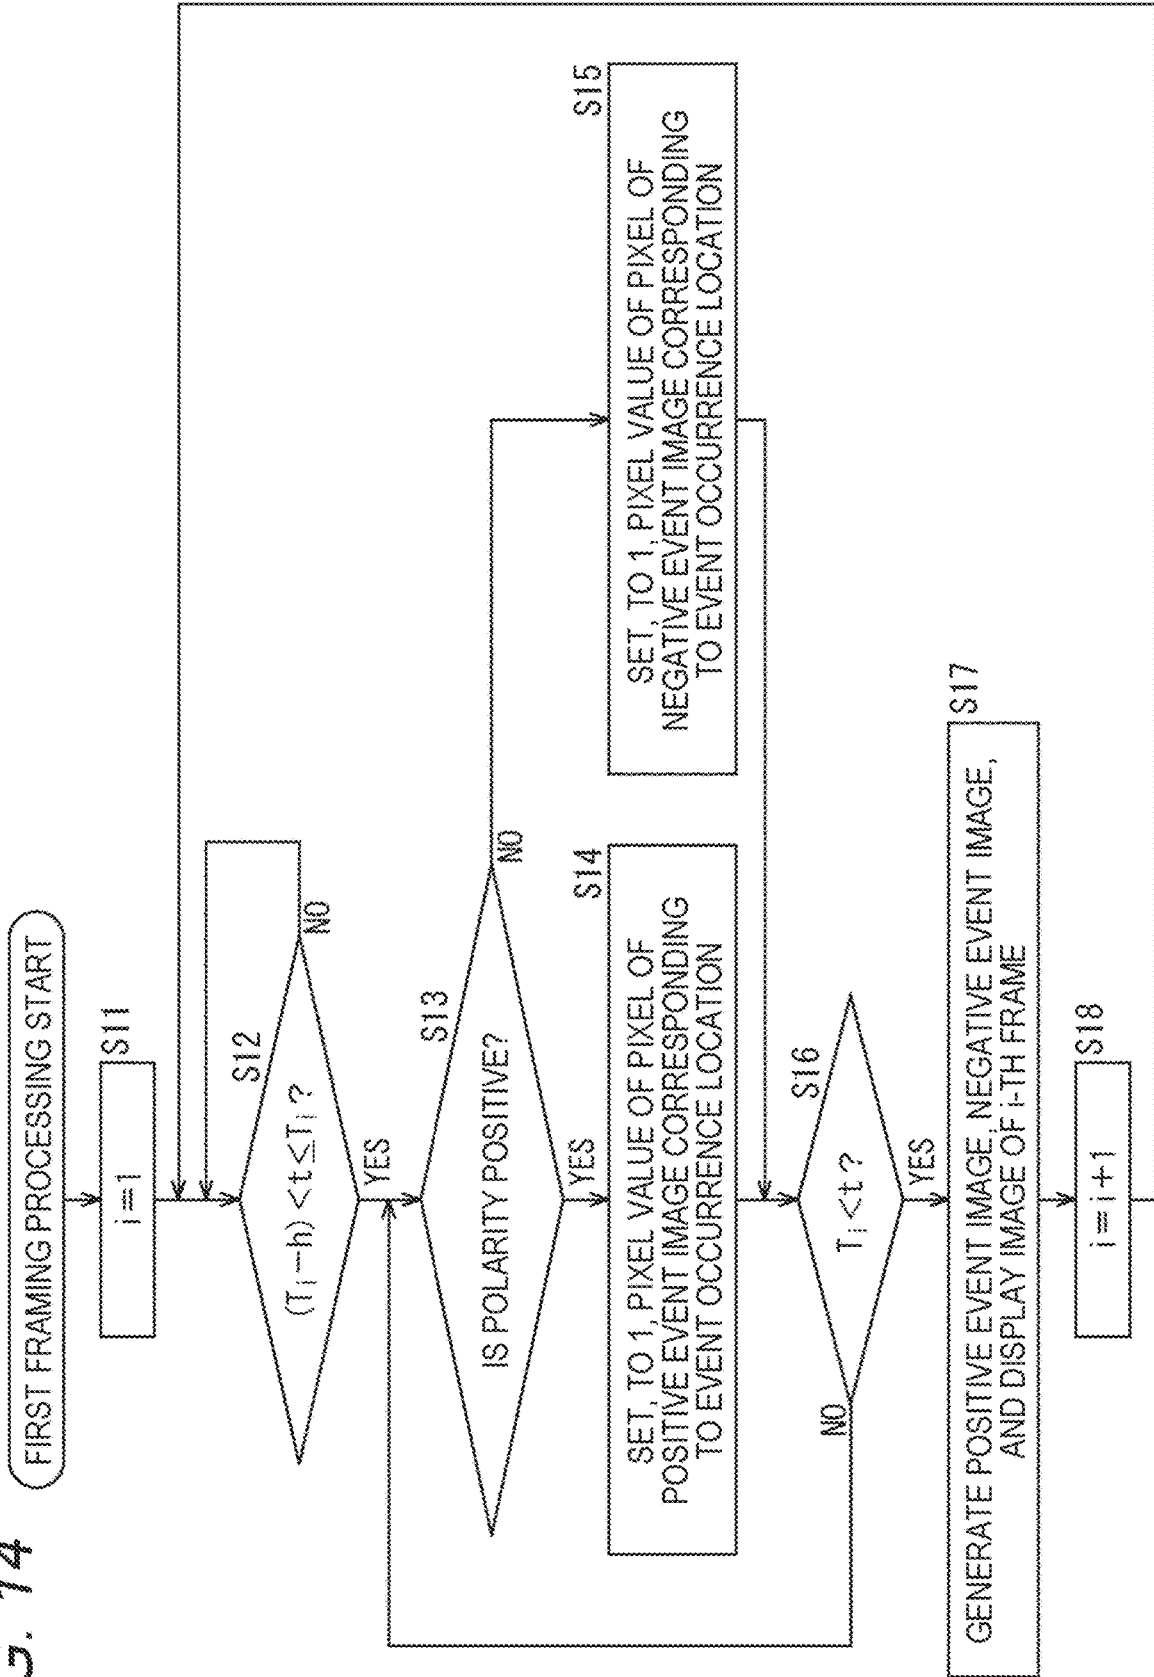 G. 14
FIRST FRAMING PROCESSING START
S11
i=1
S12
(Ti−h)<t≤Ti?
NO
YES
S13
IS POLARITY POSITIVE?
NO
YES
S14
SET, TO 1, PIXEL VALUE OF PIXEL OF
POSITIVE EVENT IMAGE CORRESPONDING
TO EVENT OCCURRENCE LOCATION
S15
SET, TO 1, PIXEL VALUE OF PIXEL OF
NEGATIVE EVENT IMAGE CORRESPONDING
TO EVENT OCCURRENCE LOCATION
S16
Ti<t?
NO
YES
S17
GENERATE POSITIVE EVENT IMAGE, NEGATIVE EVENT IMAGE,
AND DISPLAY IMAGE OF i-TH FRAME
S18
i=i+1